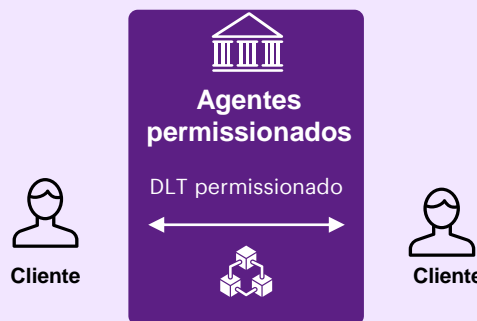 Agentes
permissionados
DLT permissionado
Cliente
Cliente